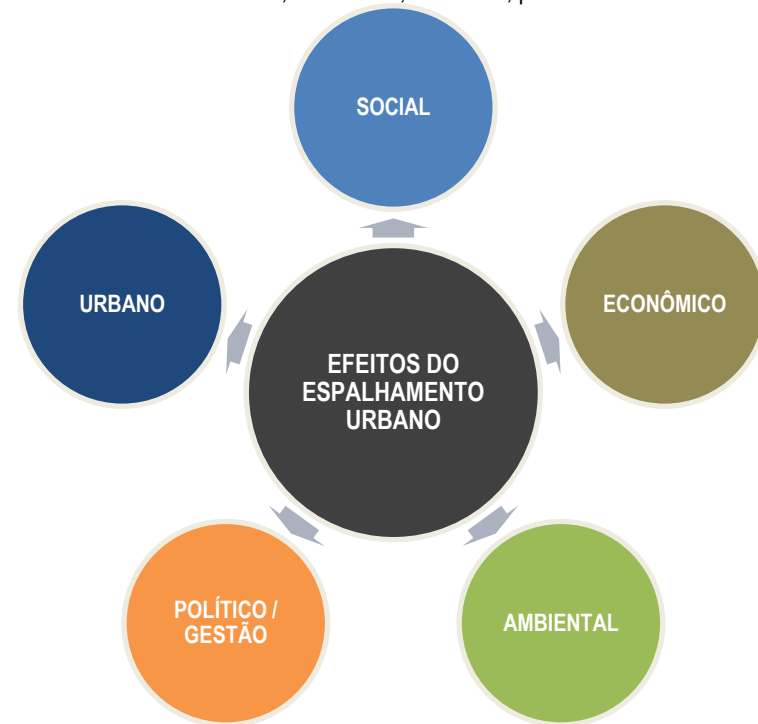 SOCIAL
URBANO
ECONÔMICO
EFEITOS DO
ESPALHAMENTO
URBANO
POLÍTICO /
GESTÃO
AMBIENTAL